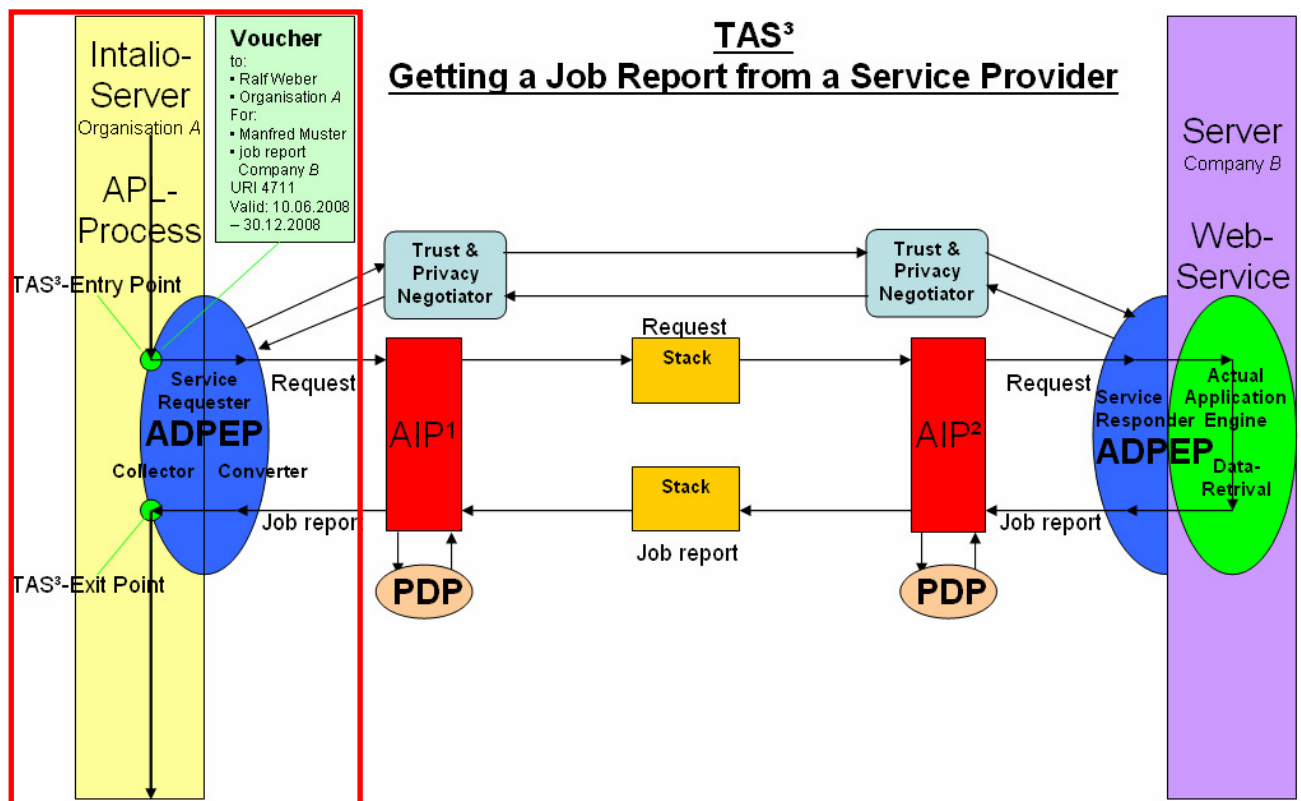 TAS³
Getting a Job Report from a Service Provider
Intalio-
Server
Organisation A
APL-
Process
Voucher
to:
▪ Ralf Weber
▪ Organisation A
For:
▪ Manfred Muster
▪ job report
Company B
URI 4711
Valid: 10.06.2008
– 30.12.2008
TAS³-Entry Point
Service
Requester
ADPEP
Collector
Converter
TAS³-Exit Point
Trust &
Privacy
Negotiator
Trust &
Privacy
Negotiator
Request
Request
Stack
Request
AIP¹
AIP²
Stack
Job report
Job report
Job report
PDP
PDP
Server
Company B
Web-
Service
Service
Responder
ADPEP
Actual
Application
Engine
Data-
Retrival